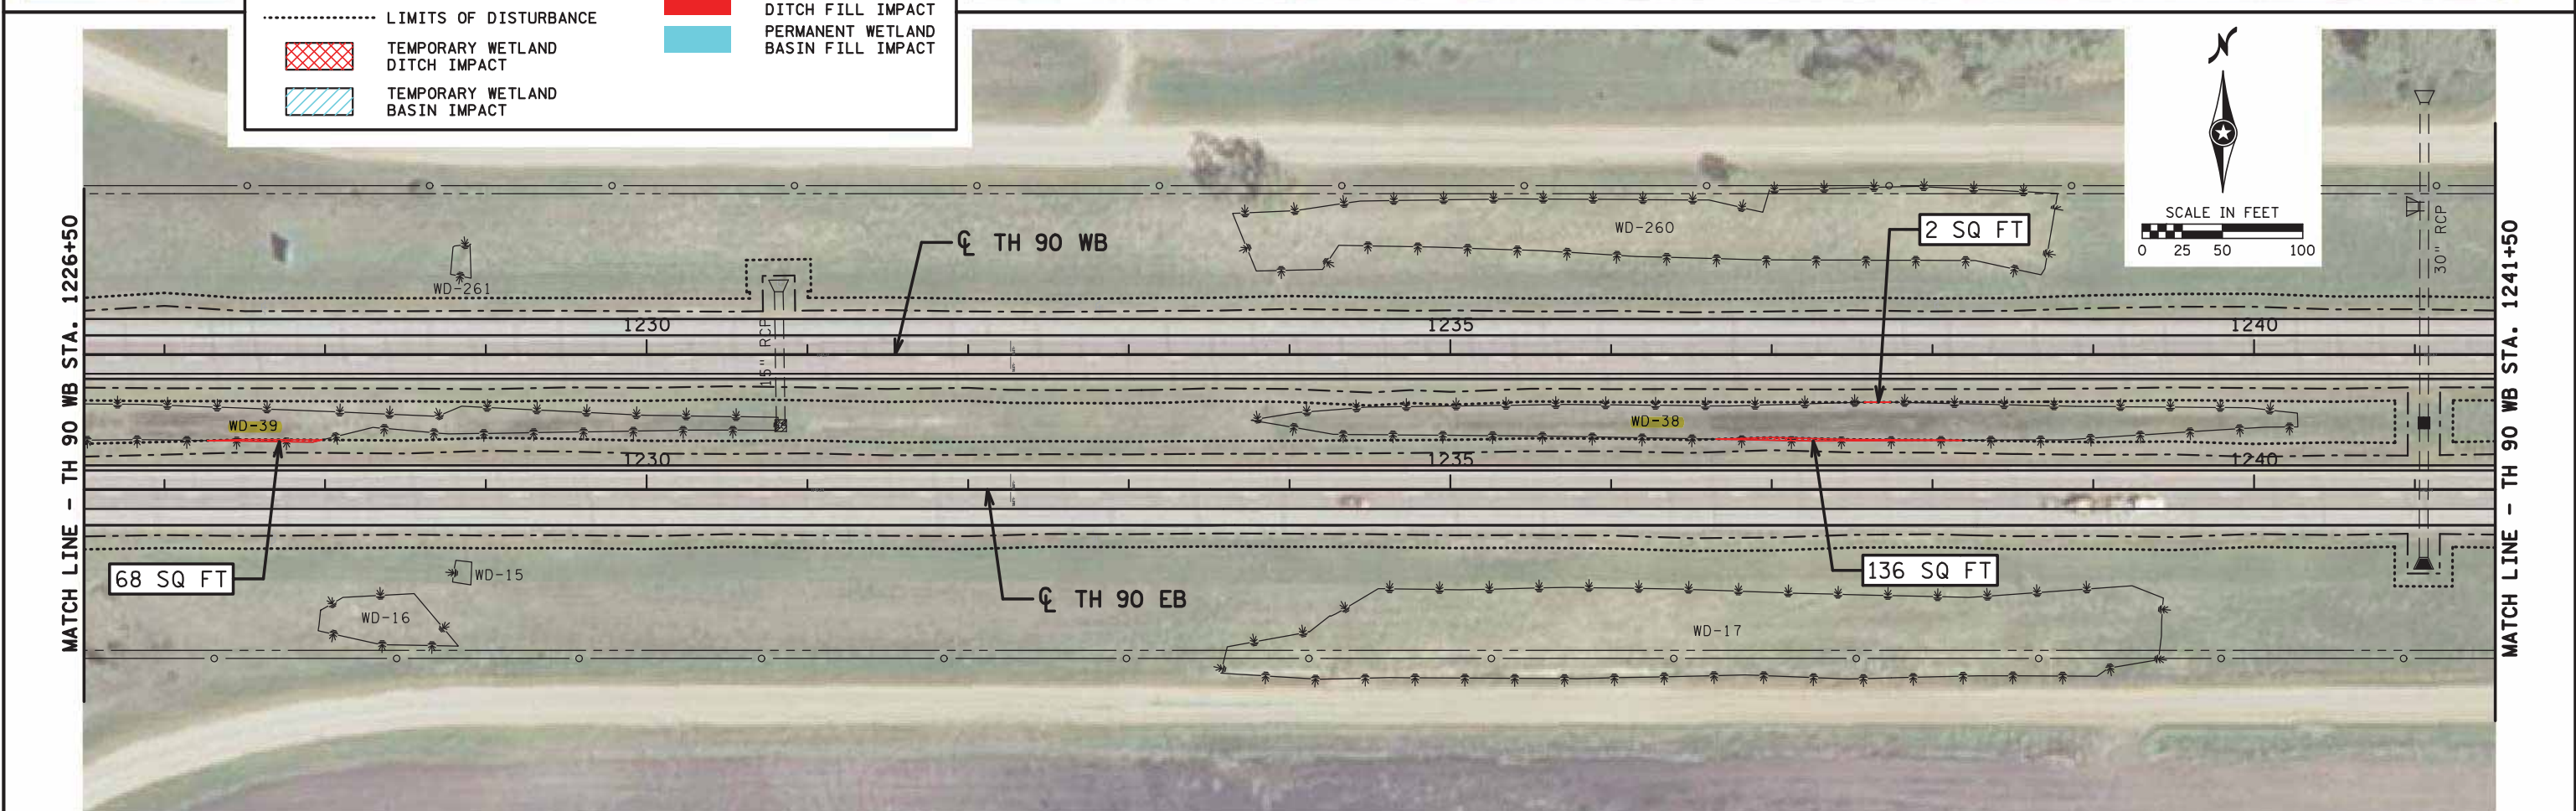 LIMITS OF DISTURBANCE
TEMPORARY WETLAND
DITCH IMPACT
TEMPORARY WETLAND
BASIN IMPACT
DITCH FILL IMPACT
PERMANENT WETLAND
BASIN FILL IMPACT
N
SCALE IN FEET
0 25 50 100
MATCH LINE - TH 90 WB STA. 1226+50
MATCH LINE - TH 90 WB STA. 1241+50
30" RCP
WD-260
2 SQ FT
℄ TH 90 WB
WD-261
15" RCP
1230
1235
1240
WD-39
WD-38
1230
1235
1240
68 SQ FT
WD-15
136 SQ FT
℄ TH 90 EB
WD-16
WD-17